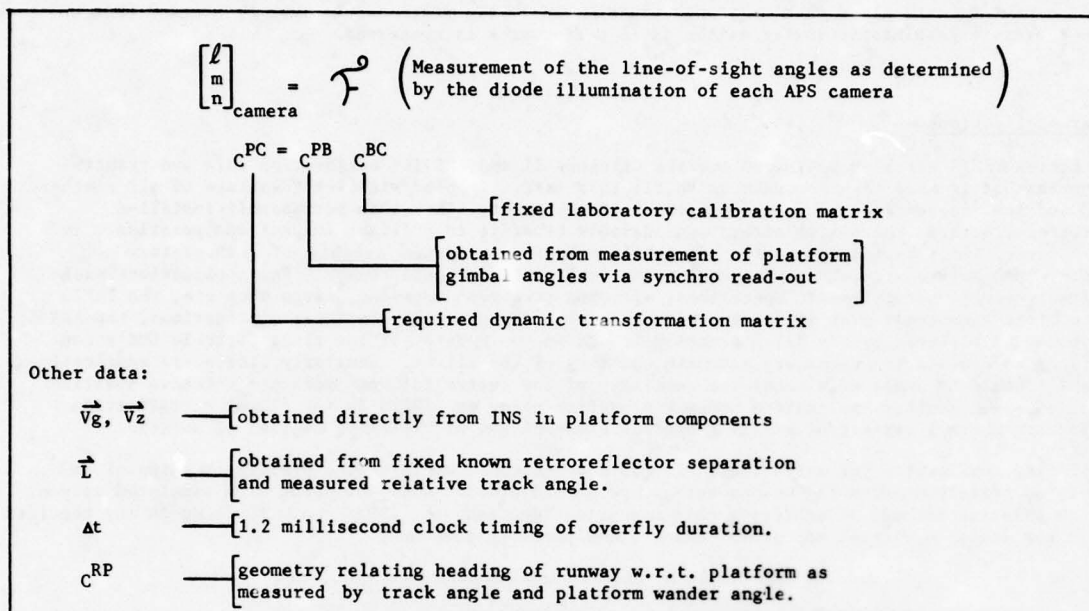 [ℓ m n] camera = ℱ (Measurement of the line-of-sight angles as determined
by the diode illumination of each APS camera)
C^PC = C^PB C^BC
fixed laboratory calibration matrix
obtained from measurement of platform
gimbal angles via synchro read-out
required dynamic transformation matrix
Other data:
V⃗g, V⃗z obtained directly from INS in platform components
L⃗ obtained from fixed known retroreflector separation
and measured relative track angle.
Δt 1.2 millisecond clock timing of overfly duration.
C^RP geometry relating heading of runway w.r.t. platform as
measured by track angle and platform wander angle.